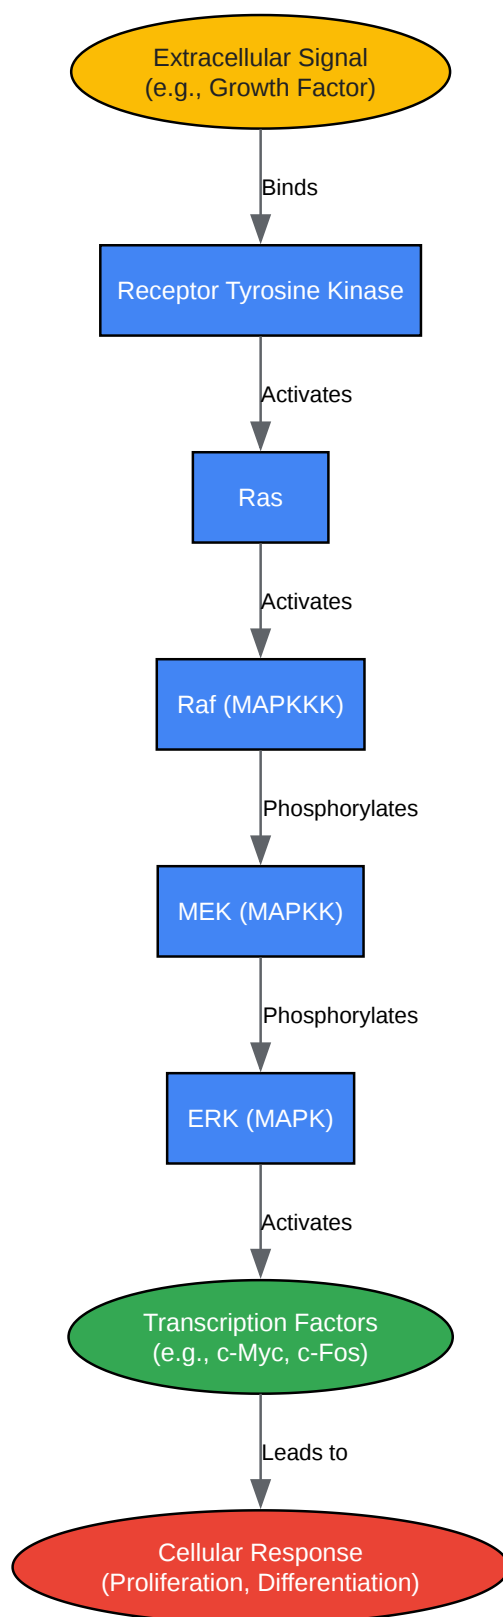 Extracellular Signal
(e.g., Growth Factor)
Binds
Receptor Tyrosine Kinase
Activates
Ras
Activates
Raf (MAPKKK)
Phosphorylates
MEK (MAPKK)
Phosphorylates
ERK (MAPK)
Activates
Transcription Factors
(e.g., c-Myc, c-Fos)
Leads to
Cellular Response
(Proliferation, Differentiation)